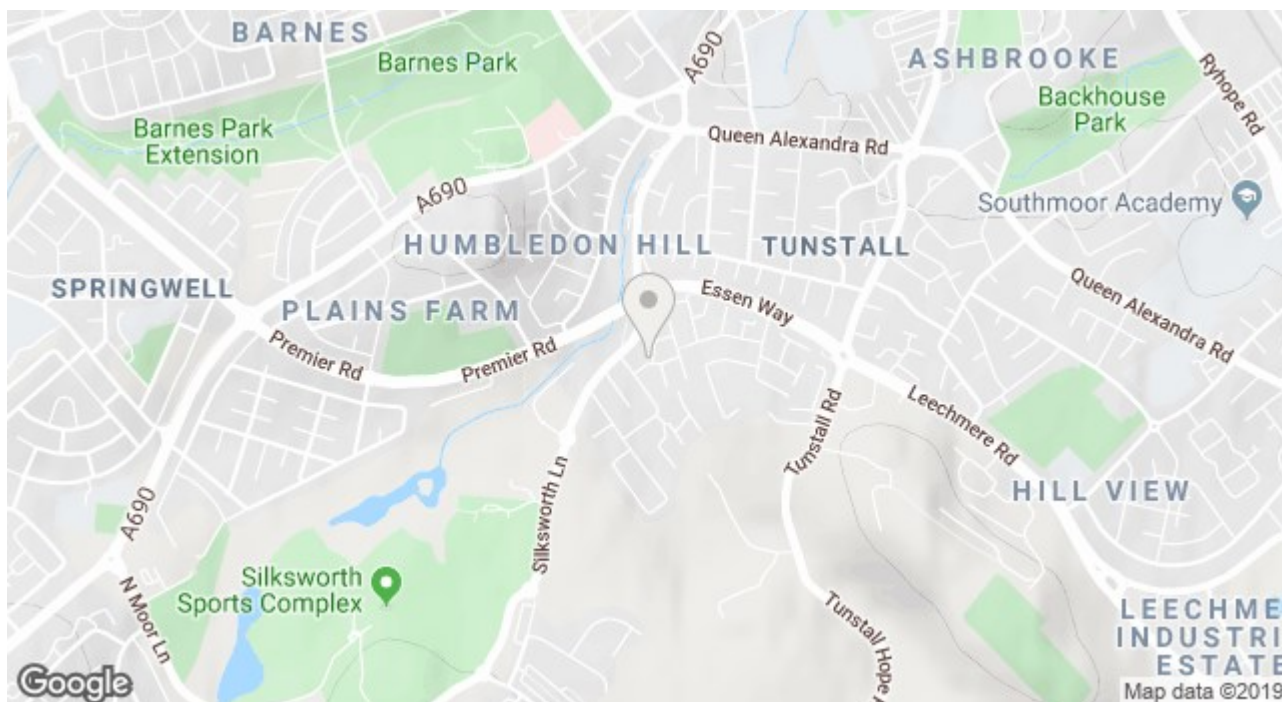 BARNES
Barnes Park
A690
ASHBROOKE
Backhouse
Park
Ryhope Rd
Barnes Park
Extension
Queen Alexandra Rd
A690
Southmoor Academy
HUMBLEDON HILL
TUNSTALL
SPRINGWELL
PLAINS FARM
Essen Way
Queen Alexandra Rd
Premier Rd
Premier Rd
Leechmere Rd
Tunstall Rd
HILL VIEW
A690
Silksworth Ln
Silksworth
Sports Complex
N Moor Ln
Tunstall Hope
LEECHME
INDUSTRI
ESTATE
Google
Map data ©2019